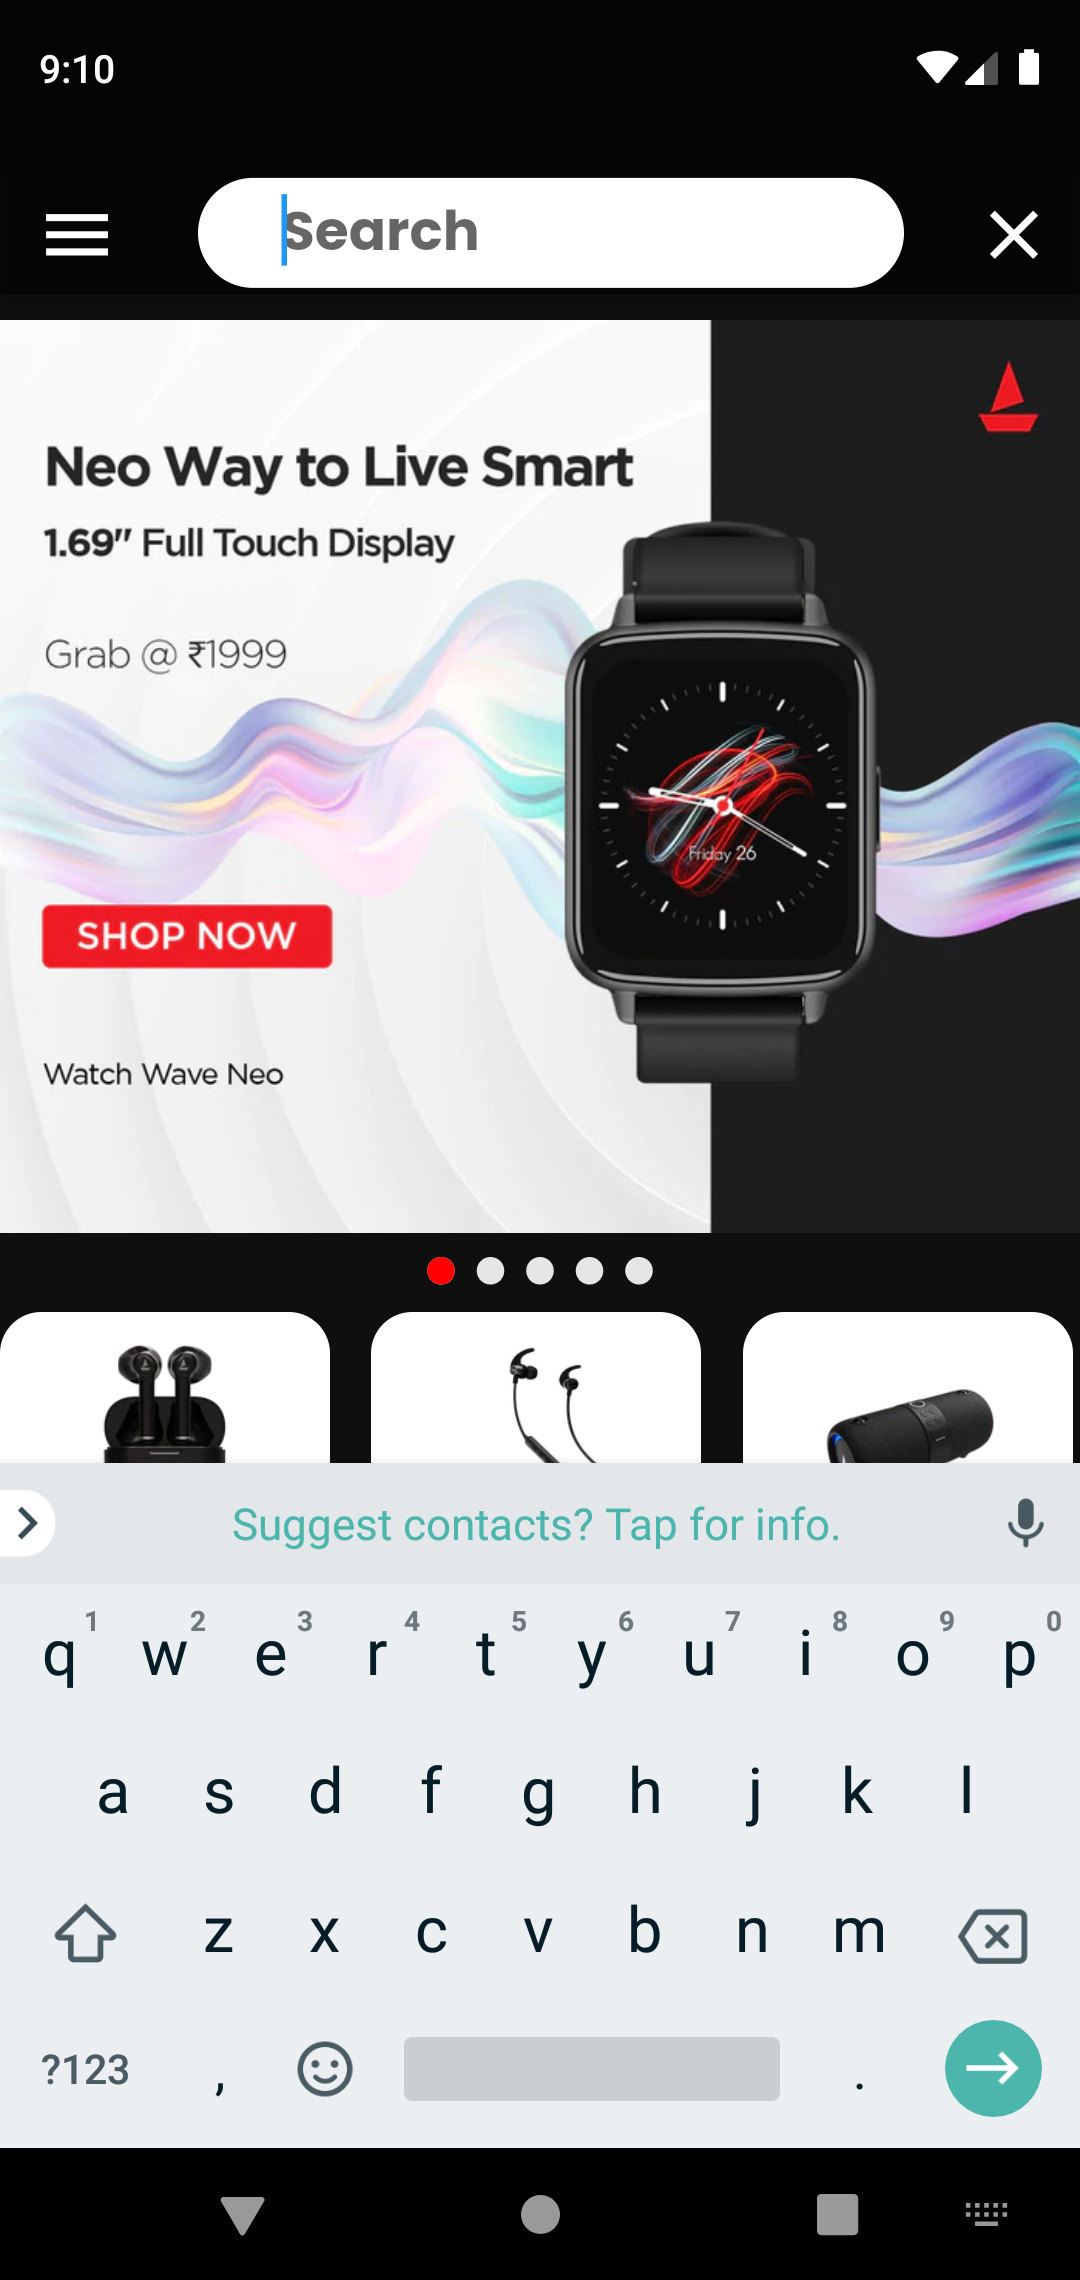 9:10
Search
Neo Way to Live Smart
1.69" Full Touch Display
Grab @ ₹1999
Friday 26
SHOP NOW
Watch Wave Neo
Suggest contacts? Tap for info.
1 2 3 4 5 6 7 8 9 0
q w e r t y u i o p
a s d f g h j k l
z x c v b n m
?123 , .